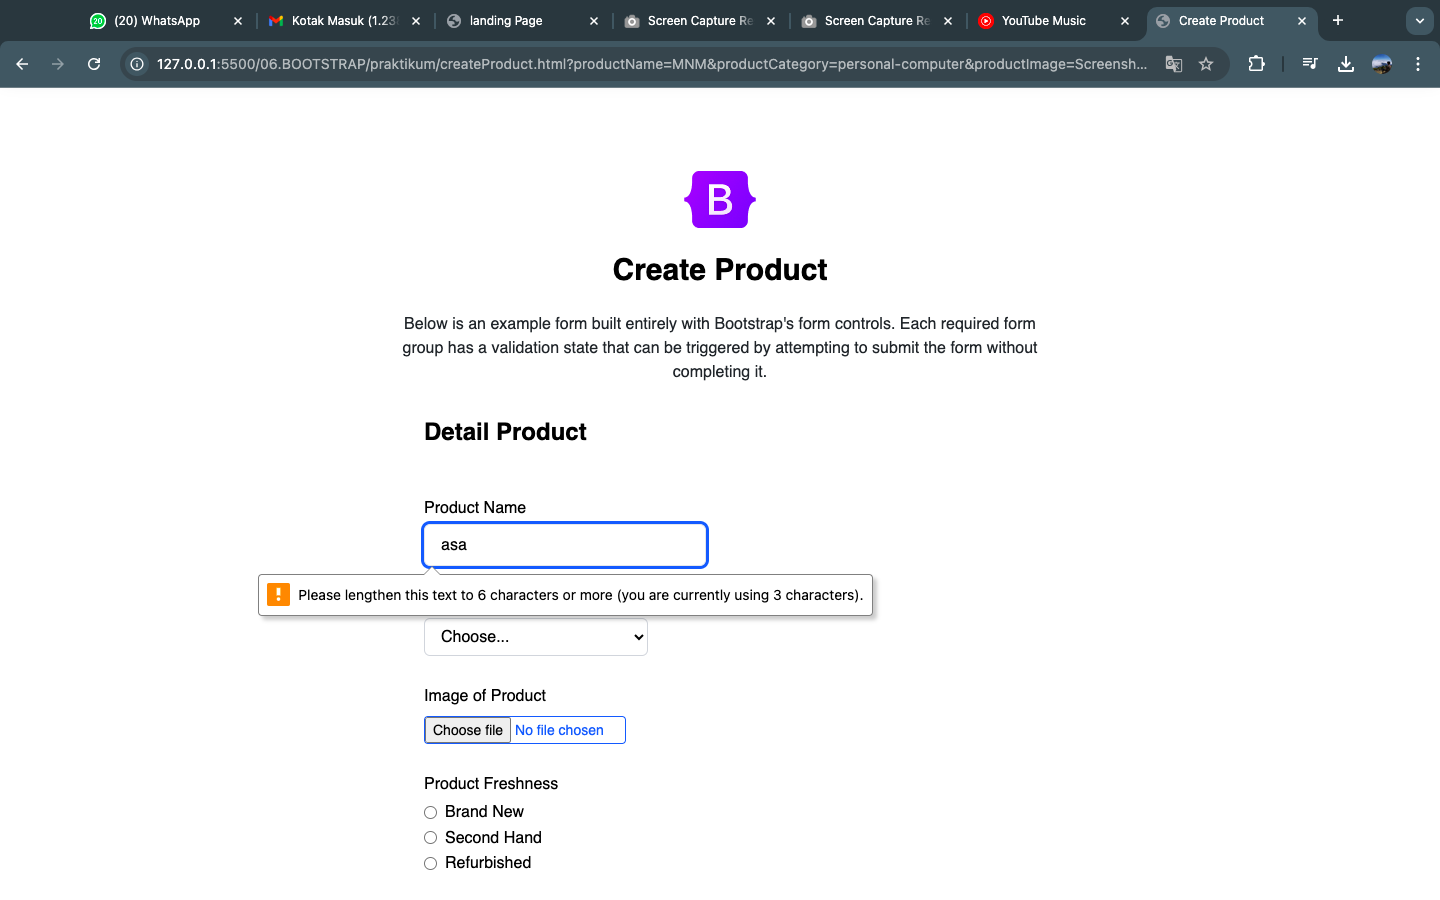 (20) WhatsApp
Kotak Masuk (1.23
landing Page
Screen Capture Re
Screen Capture Re
YouTube Music
Create Product
127.0.0.1:5500/06.BOOTSTRAP/praktikum/createProduct.html?productName=MNM&productCategory=personal-computer&productImage=Screensh...
B
Create Product
Below is an example form built entirely with Bootstrap's form controls. Each required form
group has a validation state that can be triggered by attempting to submit the form without
completing it.
Detail Product
Product Name
asa
Please lengthen this text to 6 characters or more (you are currently using 3 characters).
Choose...
Image of Product
Choose file No file chosen
Product Freshness
Brand New
Second Hand
Refurbished